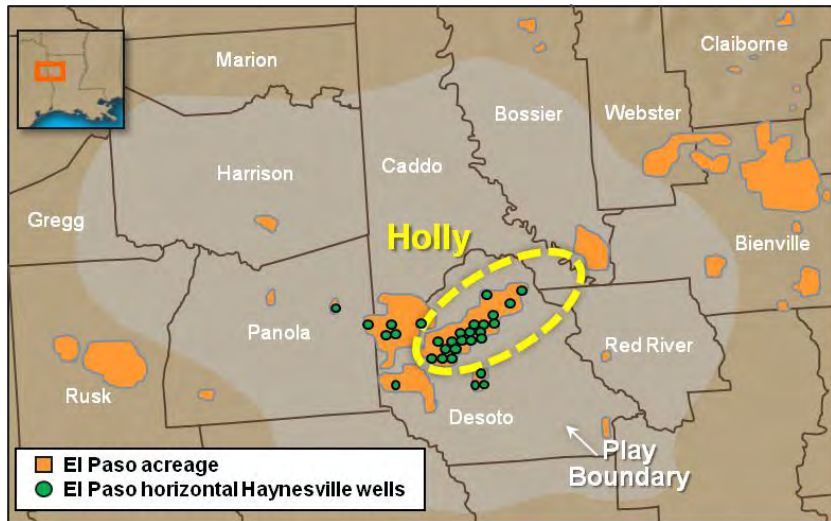 Marion
Claiborne
Bossier
Webster
Harrison
Caddo
Gregg
Holly
Bienville
Panola
Red River
Rusk
Desoto
Play
Boundary
El Paso acreage
El Paso horizontal Haynesville wells